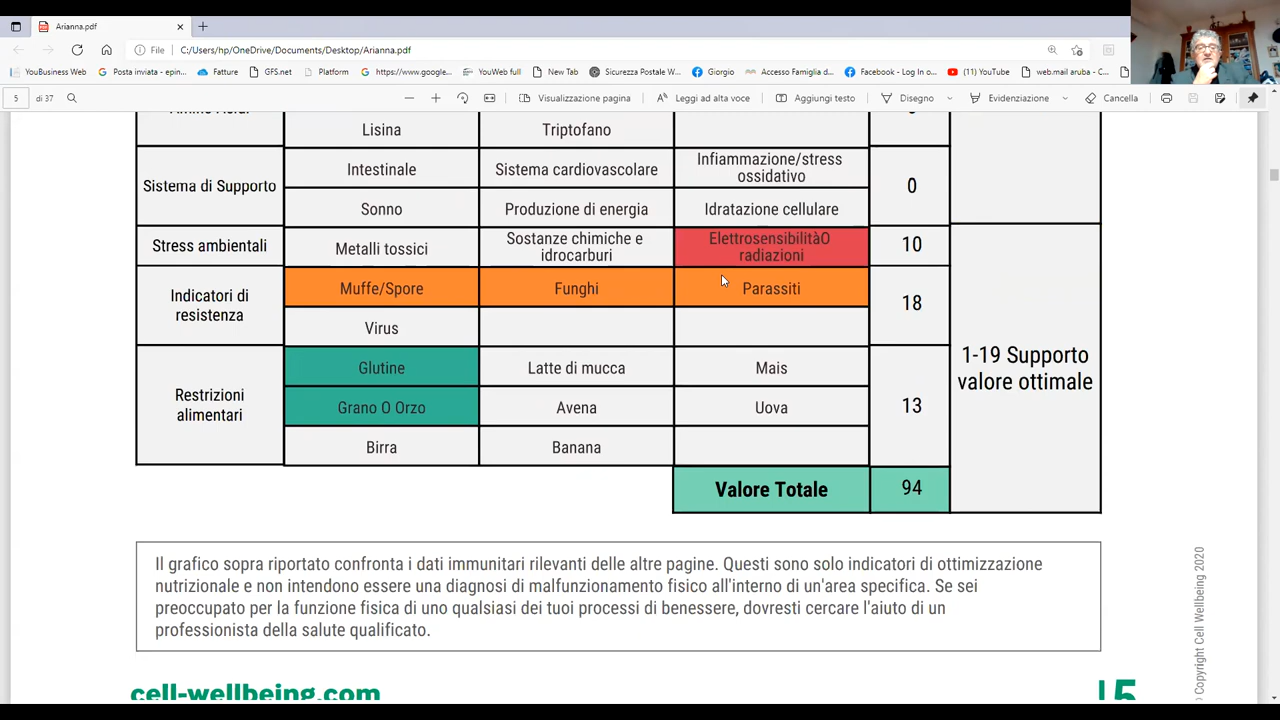 Arianna.pdf
File C:/Users/hp/OneDrive/Documents/Desktop/Arianna.pdf
YouBusiness Web Posta inviata - epin... Fatture GFS.net Platform https://www.google... YouWeb full New Tab Sicurezza Postale W... Giorgio Accesso Famiglia d... Facebook - Log In o... (11) YouTube web.mail aruba - C...
5 di 37 Visualizzazione pagina Leggi ad alta voce Aggiungi testo Disegno Evidenziazione Cancella
Lisina Triptofano
Sistema di Supporto Intestinale Sistema cardiovascolare Infiammazione/stress ossidativo 0
Sonno Produzione di energia Idratazione cellulare
Stress ambientali Metalli tossici Sostanze chimiche e idrocarburi ElettrosensibilitàO radiazioni 10
Indicatori di resistenza Muffe/Spore Funghi Parassiti 18
Virus
1-19 Supporto valore ottimale
Restrizioni alimentari Glutine Latte di mucca Mais 13
Grano O Orzo Avena Uova
Birra Banana
Valore Totale 94
Il grafico sopra riportato confronta i dati immunitari rilevanti delle altre pagine. Questi sono solo indicatori di ottimizzazione
nutrizionale e non intendono essere una diagnosi di malfunzionamento fisico all'interno di un'area specifica. Se sei
preoccupato per la funzione fisica di uno qualsiasi dei tuoi processi di benessere, dovresti cercare l'aiuto di un
professionista della salute qualificato.
© Copyright Cell Wellbeing 2020
cell-wellbeing.com
5